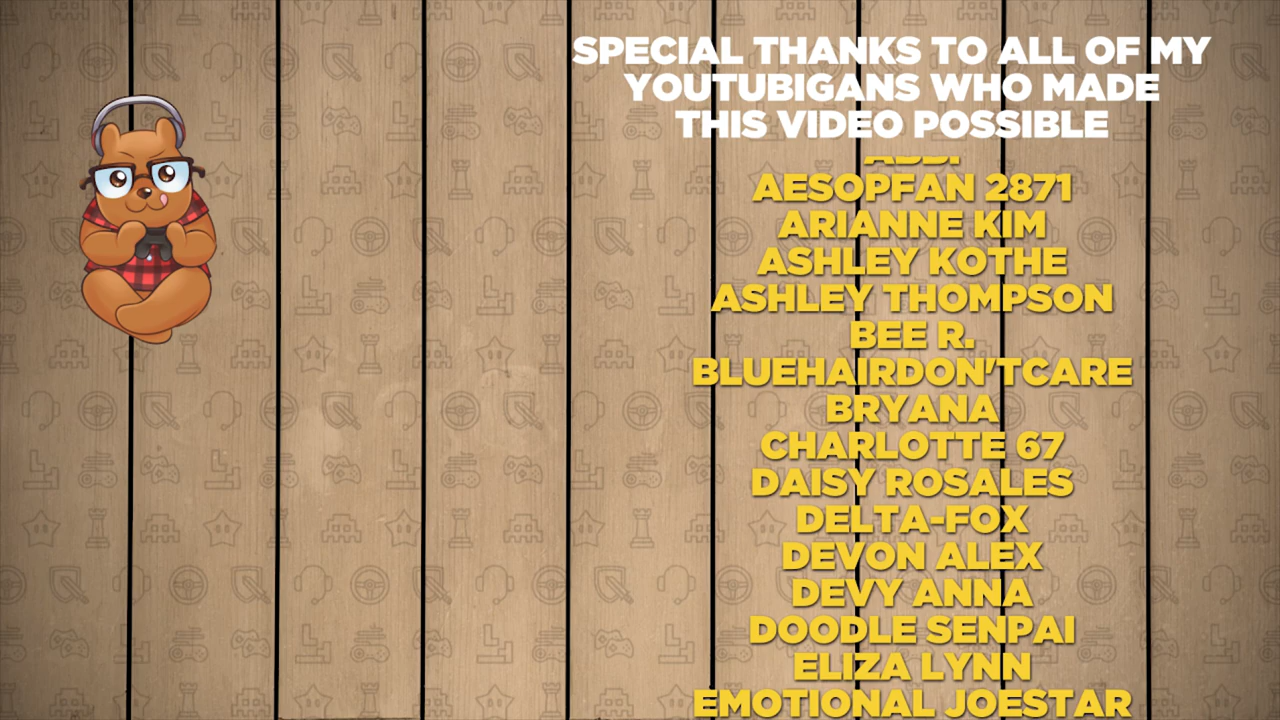 SPECIAL THANKS TO ALL OF MY
YOUTUBIGANS WHO MADE
THIS VIDEO POSSIBLE
AESOPFAN 2871
ARIANNE KIM
ASHLEY KOTHE
ASHLEY THOMPSON
BEE R.
BLUEHAIRDON'TCARE
BRYANA
CHARLOTTE 67
DAISY ROSALES
DELTA-FOX
DEVON ALEX
DEVY ANNA
DOODLE SENPAI
ELIZA LYNN
EMOTIONAL JOESTAR